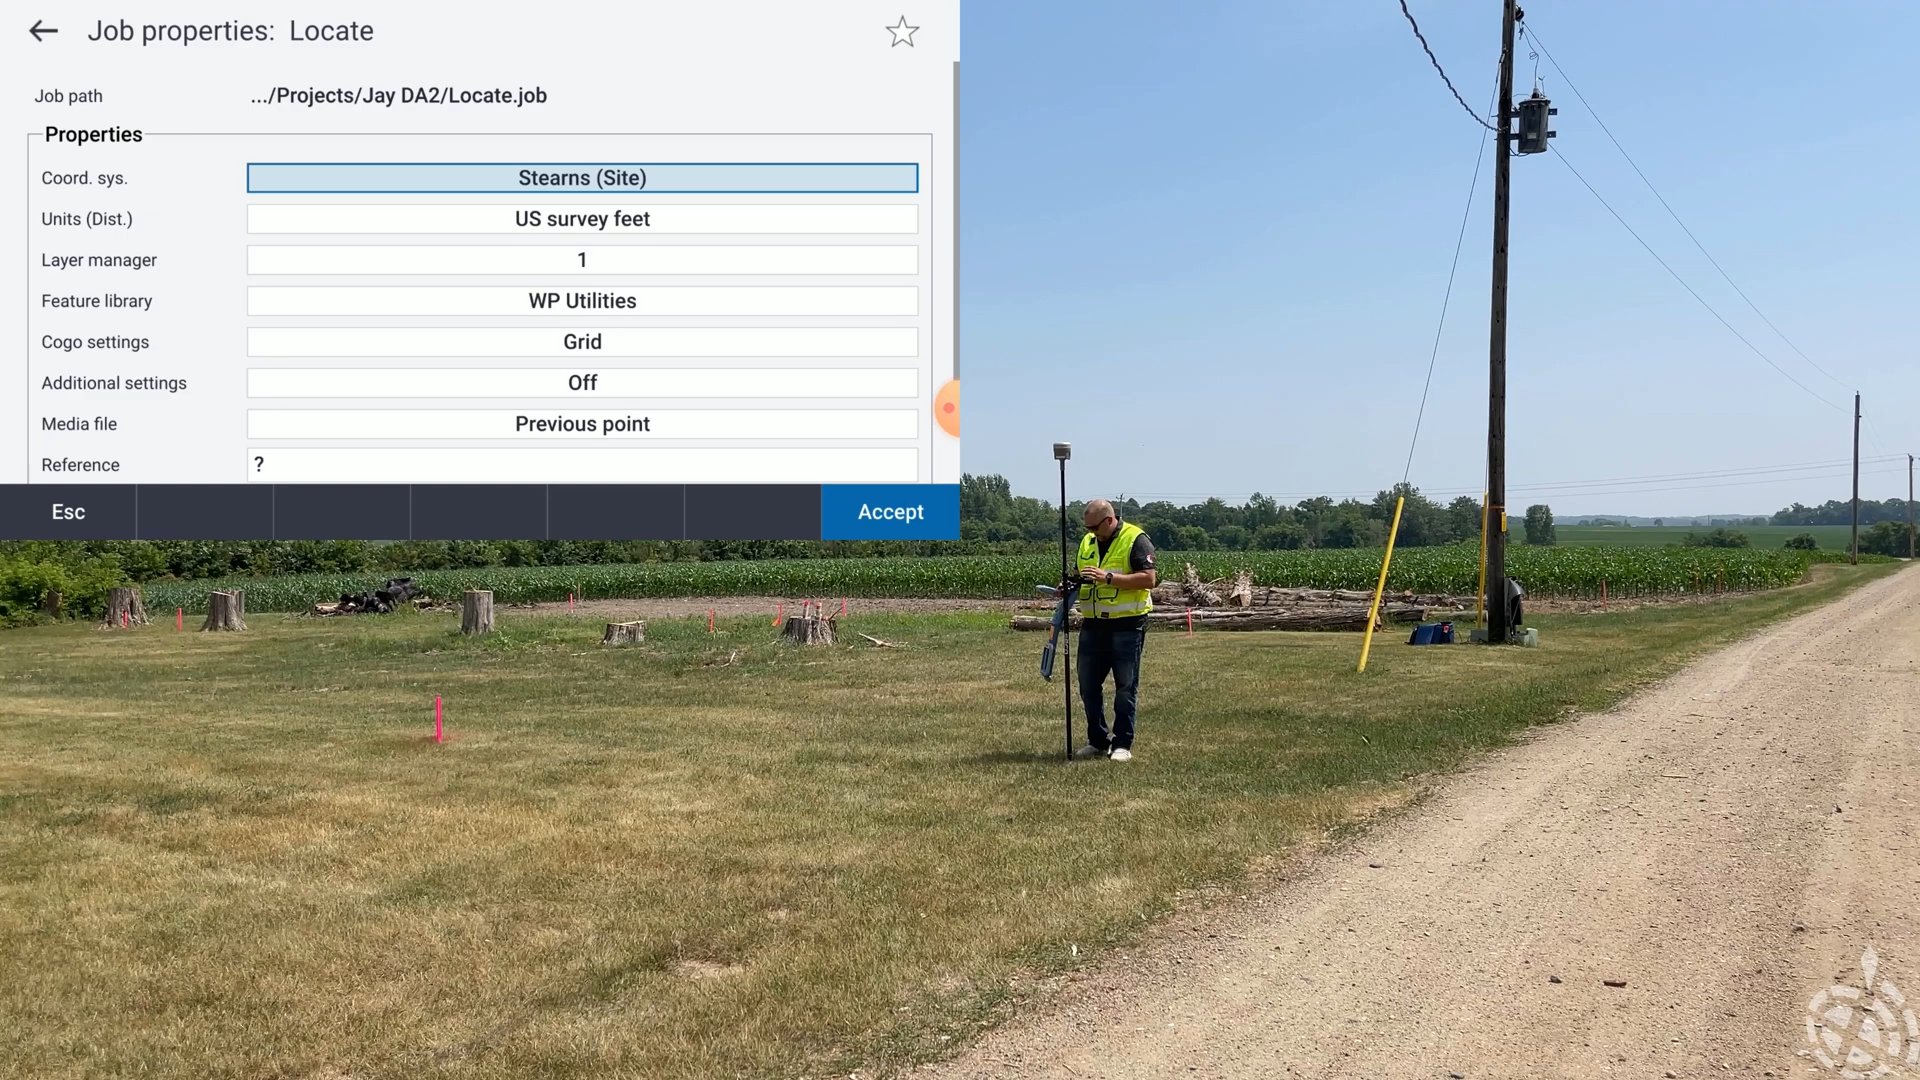 Job properties: Locate
Job path .../Projects/Jay DA2/Locate.job
Properties
Coord. sys. Stearns (Site)
Units (Dist.) US survey feet
Layer manager 1
Feature library WP Utilities
Cogo settings Grid
Additional settings Off
Media file Previous point
Reference ?
Esc Accept